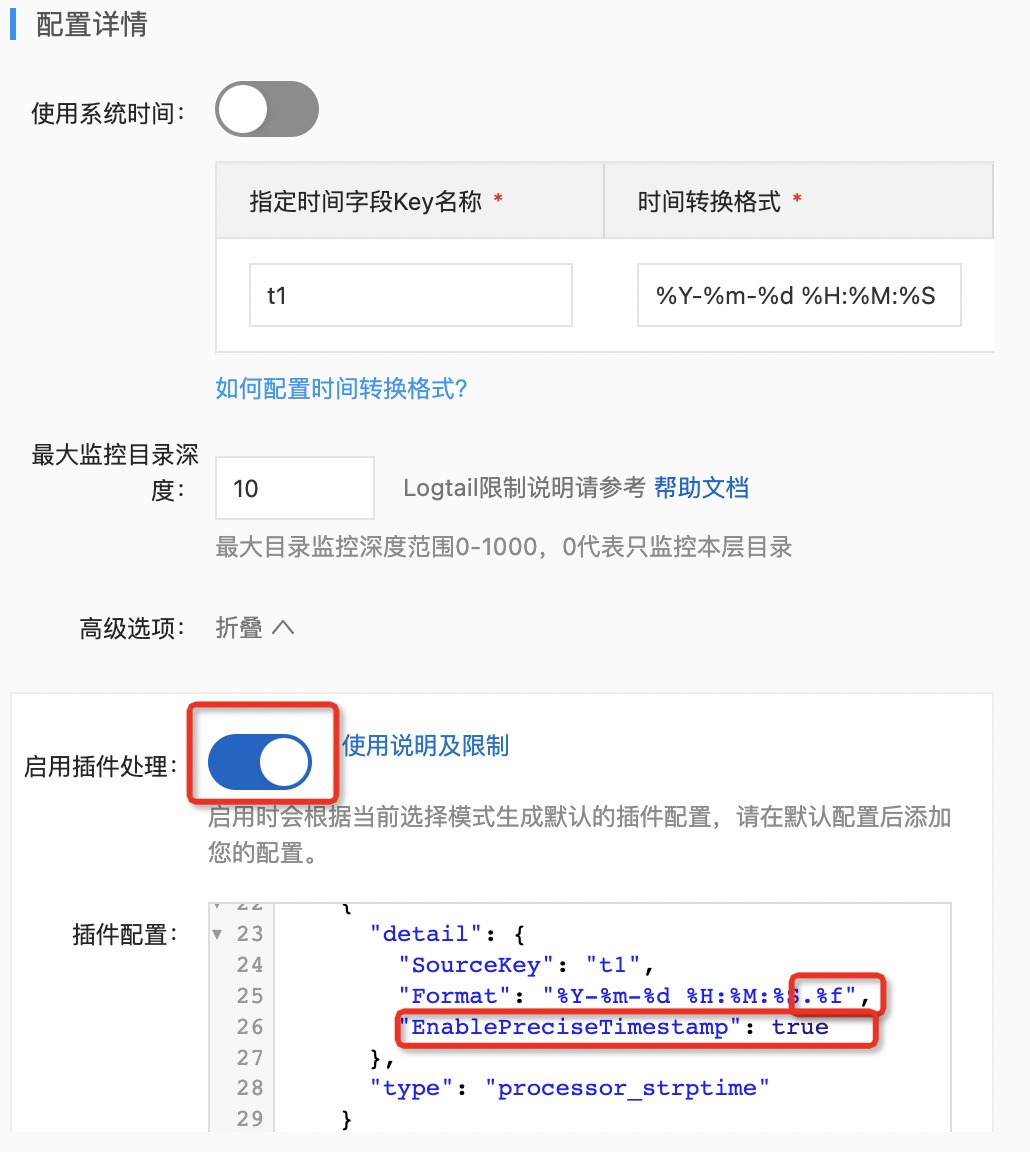 配置详情
使用系统时间：
指定时间字段Key名称 * 时间转换格式 *
t1 %Y-%m-%d %H:%M:%S
如何配置时间转换格式?
最大监控目录深
度： 10 Logtail限制说明请参考 帮助文档
最大目录监控深度范围0-1000，0代表只监控本层目录
高级选项： 折叠
启用插件处理： 使用说明及限制
启用时会根据当前选择模式生成默认的插件配置，请在默认配置后添加
您的配置。
插件配置：
22 {
23 "detail": {
24 "SourceKey": "t1",
25 "Format": "%Y-%m-%d %H:%M:%S.%f",
26 "EnablePreciseTimestamp": true
27 },
28 "type": "processor_strptime"
29 }